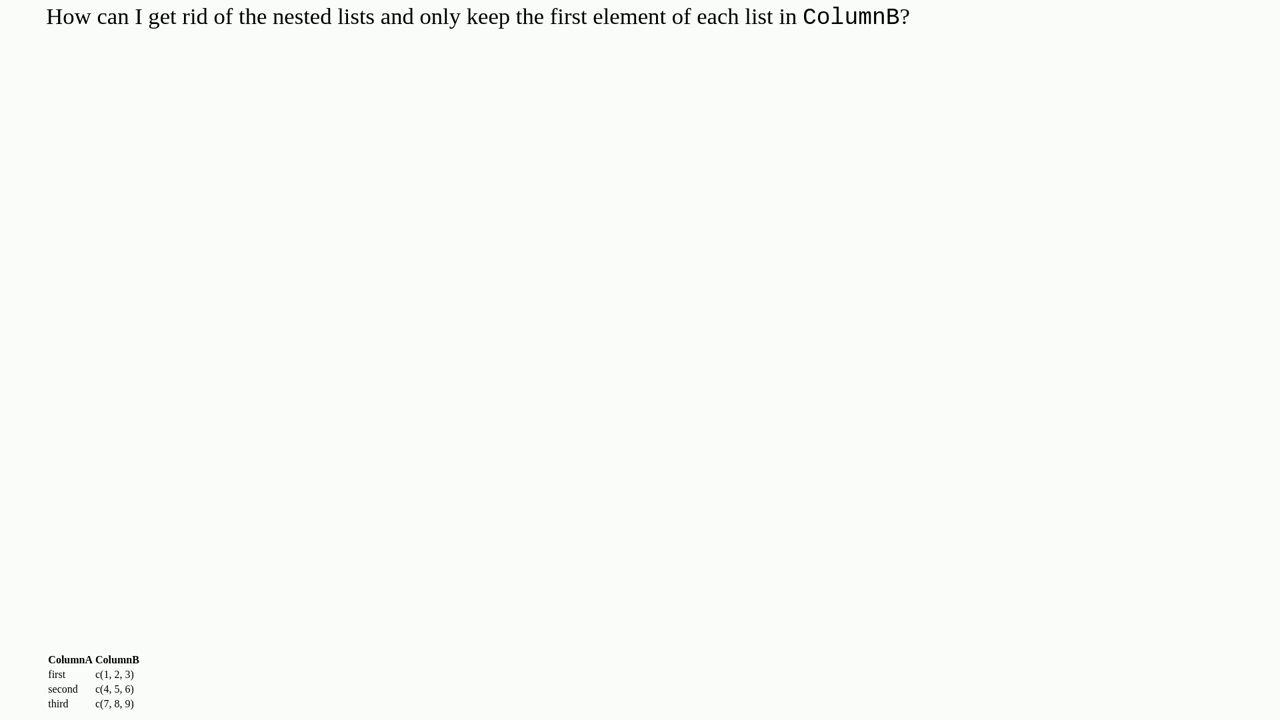 How can I get rid of the nested lists and only keep the first element of each list in ColumnB?
ColumnA ColumnB
first c(1, 2, 3)
second c(4, 5, 6)
third c(7, 8, 9)